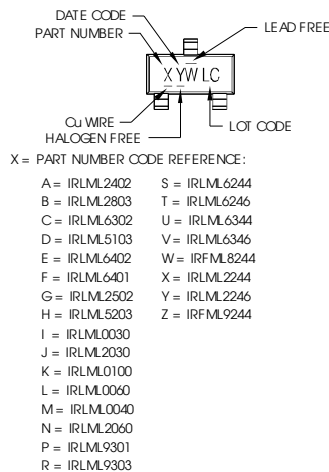 DATE CODE
PART NUMBER
LEAD FREE
X YW LC
Cu WIRE
HALOGEN FREE
LOT CODE
X = PART NUMBER CODE REFERENCE:
A = IRLML2402 S = IRLML6244
B = IRLML2803 T = IRLML6246
C = IRLML6302 U = IRLML6344
D = IRLML5103 V = IRLML6346
E = IRLML6402 W = IRFML8244
F = IRLML6401 X = IRLML2244
G = IRLML2502 Y = IRLML2246
H = IRLML5203 Z = IRFML9244
I = IRLML0030
J = IRLML2030
K = IRLML0100
L = IRLML0060
M = IRLML0040
N = IRLML2060
P = IRLML9301
R = IRLML9303